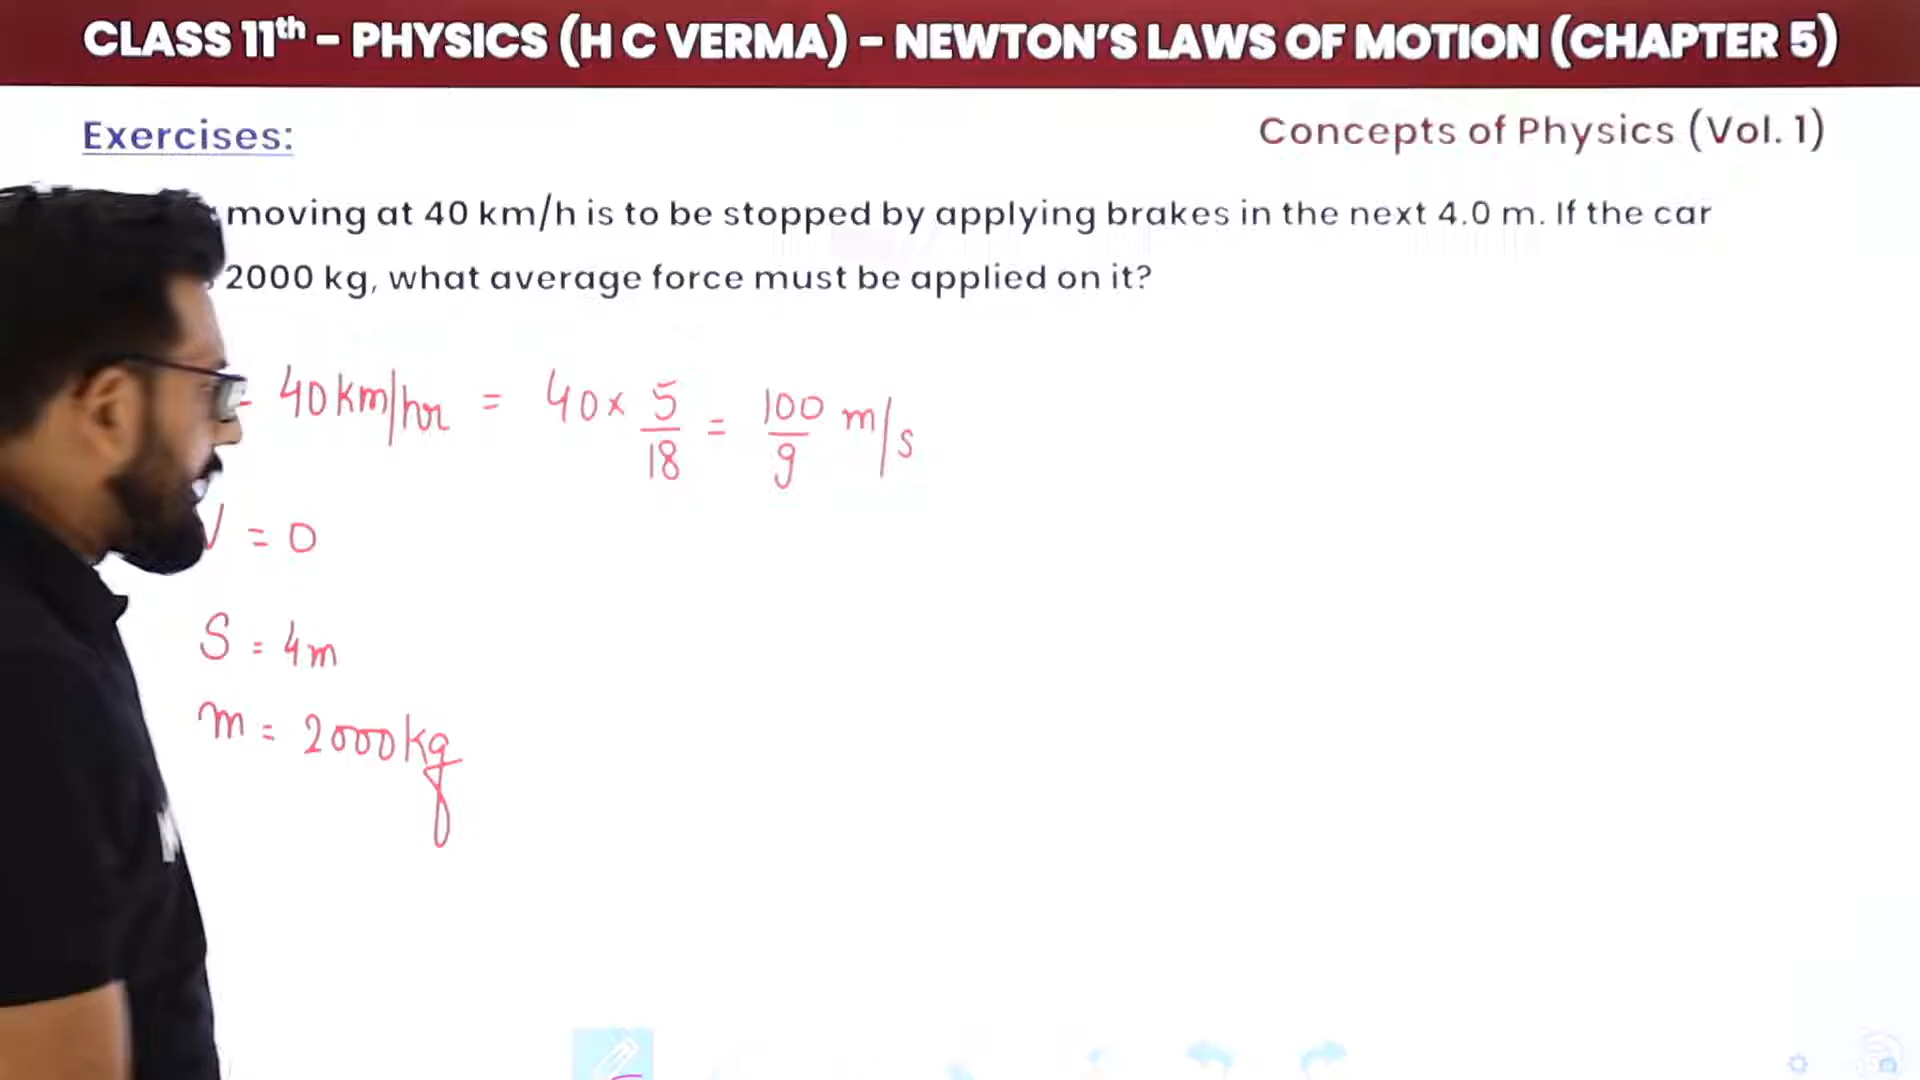 CLASS 11th – PHYSICS (H C VERMA) – NEWTON'S LAWS OF MOTION (CHAPTER 5)
Exercises:
Concepts of Physics (Vol. 1)
moving at 40 km/h is to be stopped by applying brakes in the next 4.0 m. If the car
2000 kg, what average force must be applied on it?
= 40km/hr = 40 × 5/18 = 100/9 m/s
V = 0
S = 4m
m = 2000kg